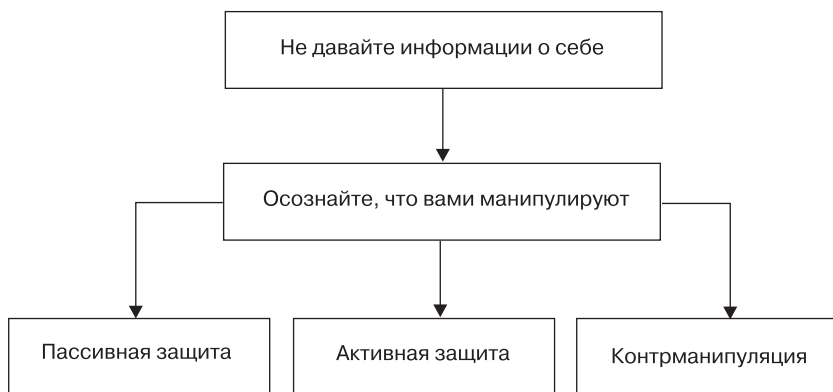 Не давайте информации о себе
Осознайте, что вами манипулируют
Пассивная защита
Активная защита
Контрманипуляция